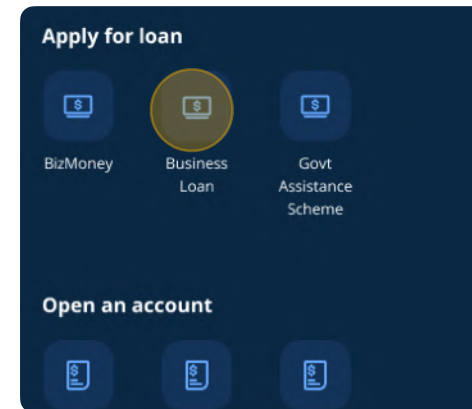 Apply for loan
BizMoney
Business
Loan
Govt
Assistance
Scheme
Open an account